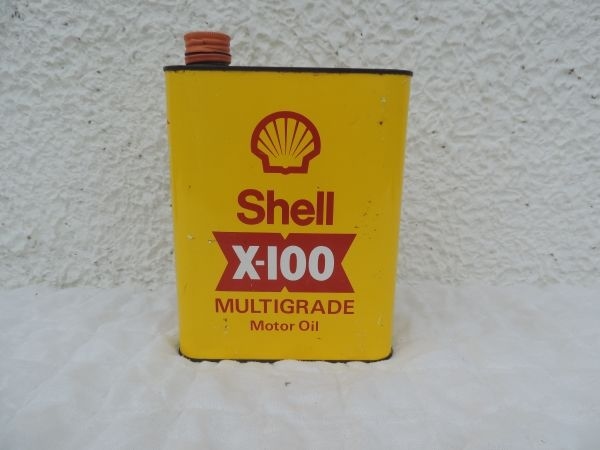 Shell
X-100
MULTIGRADE
Motor Oil